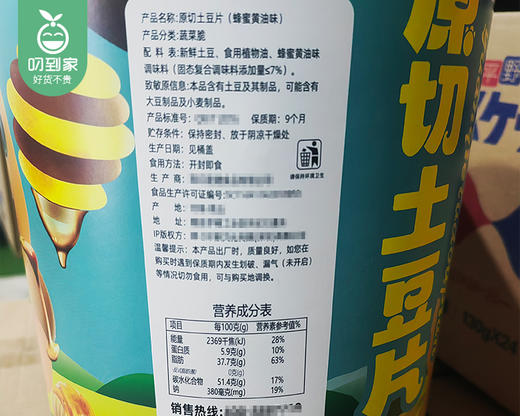 叨到家
好货不贵
产品名称:原切土豆片(蜂蜜黄油味)
产品分类:蔬菜脆
配 料 表:新鲜土豆、食用植物油、蜂蜜黄油味
调味料(固态复合调味料添加量≤7%)。
致敏原信息:本品含有土豆及其制品,可能含有
大豆制品及小麦制品。
产品标准号: 保质期:9个月
贮存条件:保持密封、放于阴凉干燥处
生产日期:见桶盖
食用方法:开封即食
生 产 商:
食品生产许可证编号:
产 地:
地 址:
IP版权方:
温馨提示:本产品出厂时,质量良好,如您在
购买时遇到保质期内发生划破、漏气(未开启)
等情况切勿食用,可与购买地调换。
请保持环境卫生
营养成分表
项目 每100克(g) 营养素参考值%
能量 2369千焦(kJ) 28%
蛋白质 5.9克(g) 10%
脂肪 37.7克(g) 63%
-反式脂肪酸 0克(g)
碳水化合物 51.4克(g) 17%
钠 380毫克(mg) 19%
销售热线:
原切土豆片
130g×24